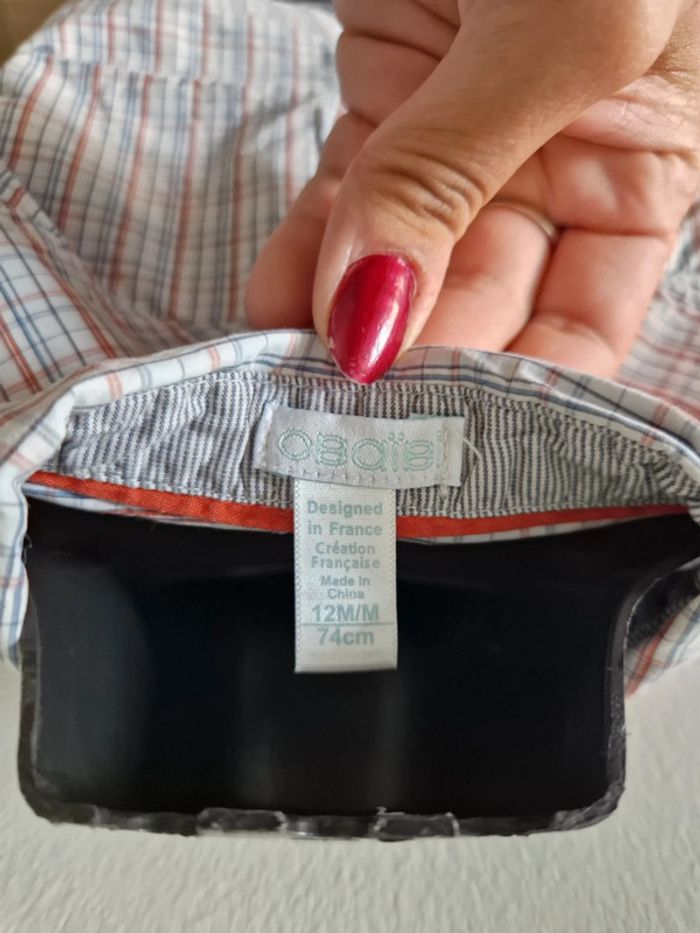 obaïbi
Designed
in France
Création
Française
Made in
China
12M/M
74cm